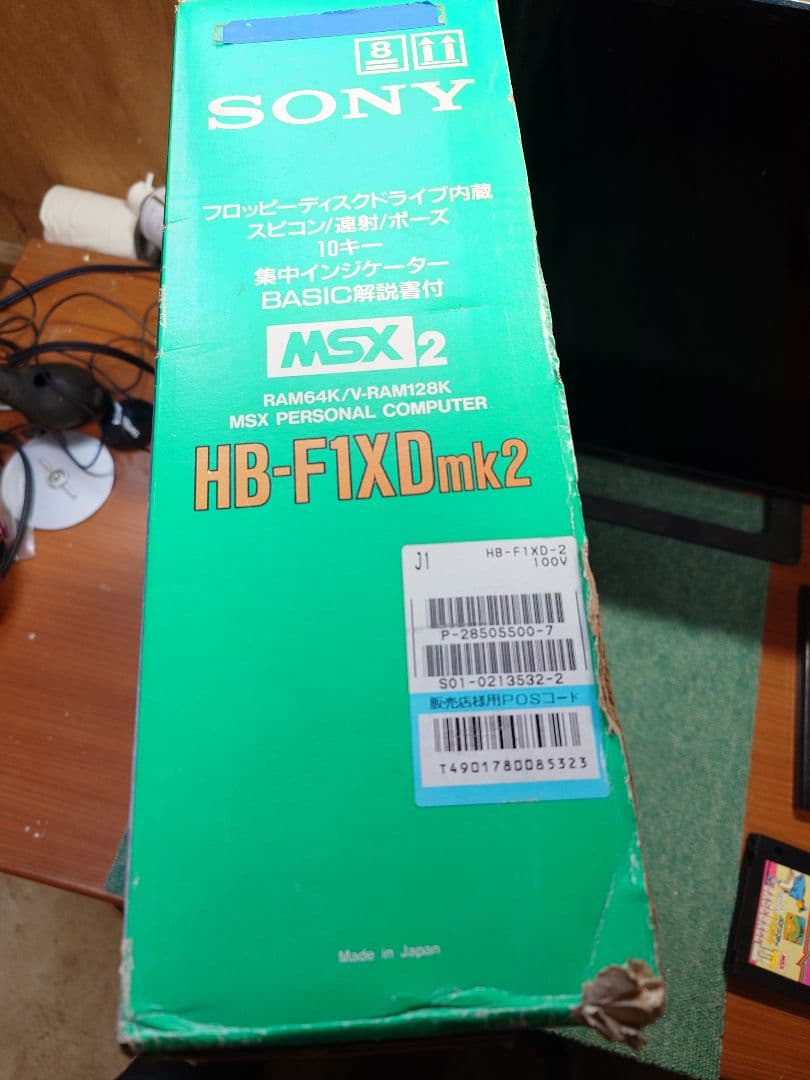 8
SONY
フロッピーディスクドライブ内蔵
スピコン/連射/ポーズ
10キー
集中インジケーター
BASIC解説書付
MSX2
RAM64K/V-RAM128K
MSX PERSONAL COMPUTER
HB-F1XDmk2
J1
HB-F1XD-2
100V
P-28505500-7
S01-0213532-2
販売店様用POSコード
T4901780085323
Made in Japan